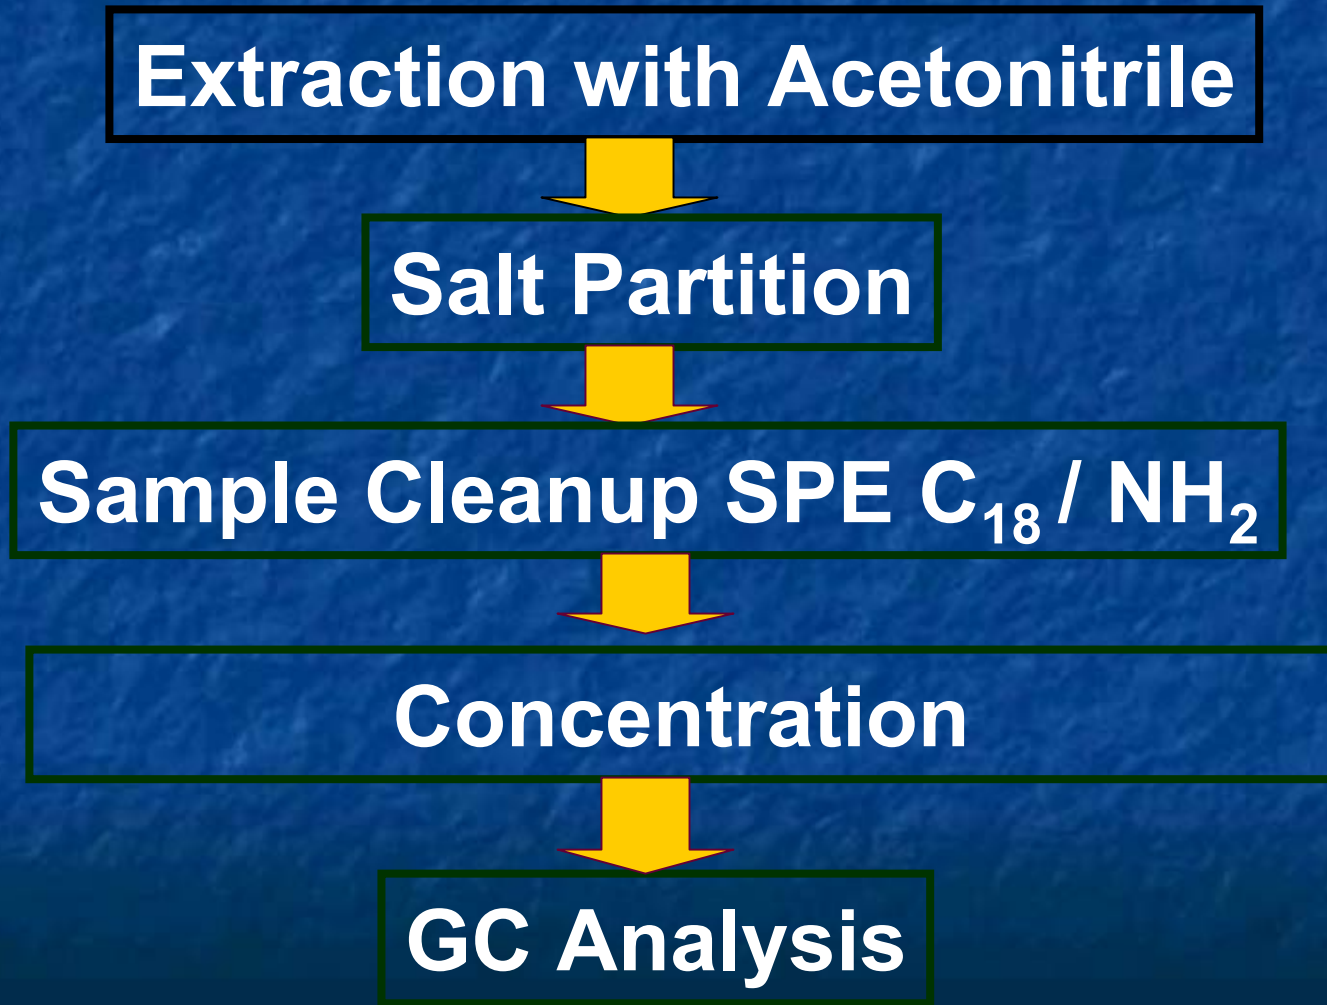 Extraction with Acetonitrile
Salt Partition
Sample Cleanup SPE C₁₈ / NH₂
Concentration
GC Analysis